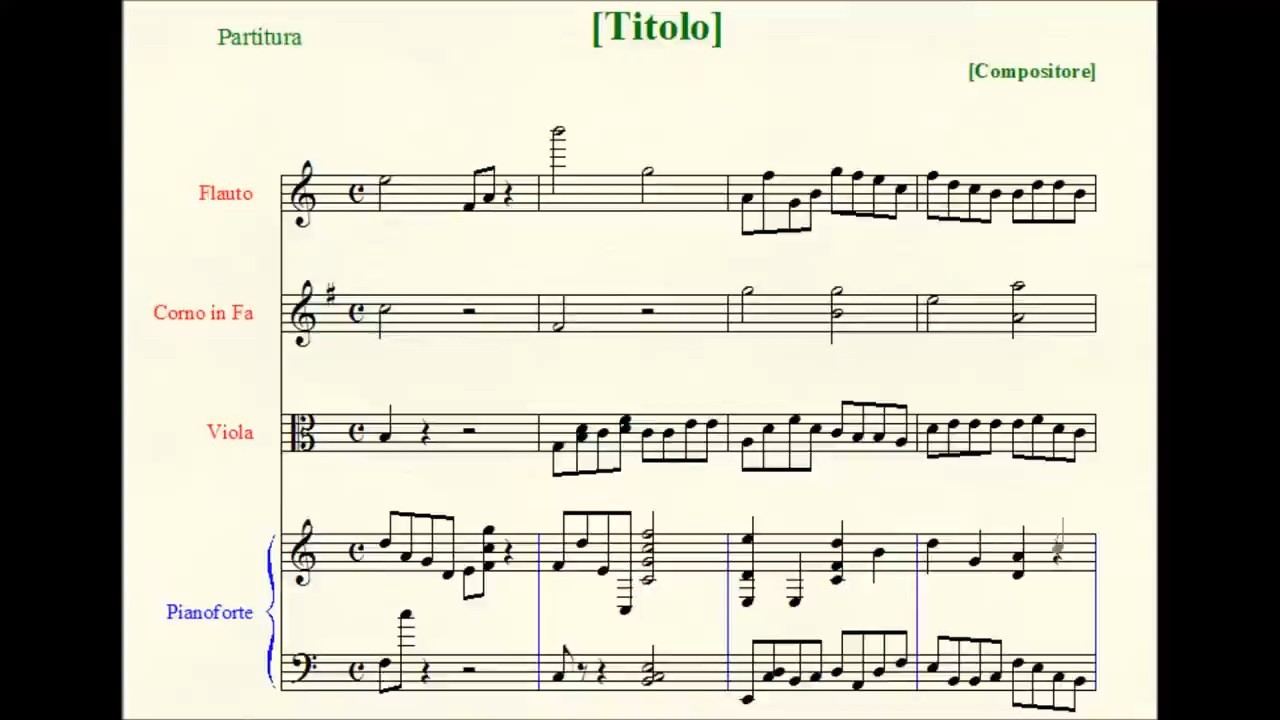 [Titolo]
Partitura
[Compositore]
Flauto
Corno in Fa
Viola
Pianoforte